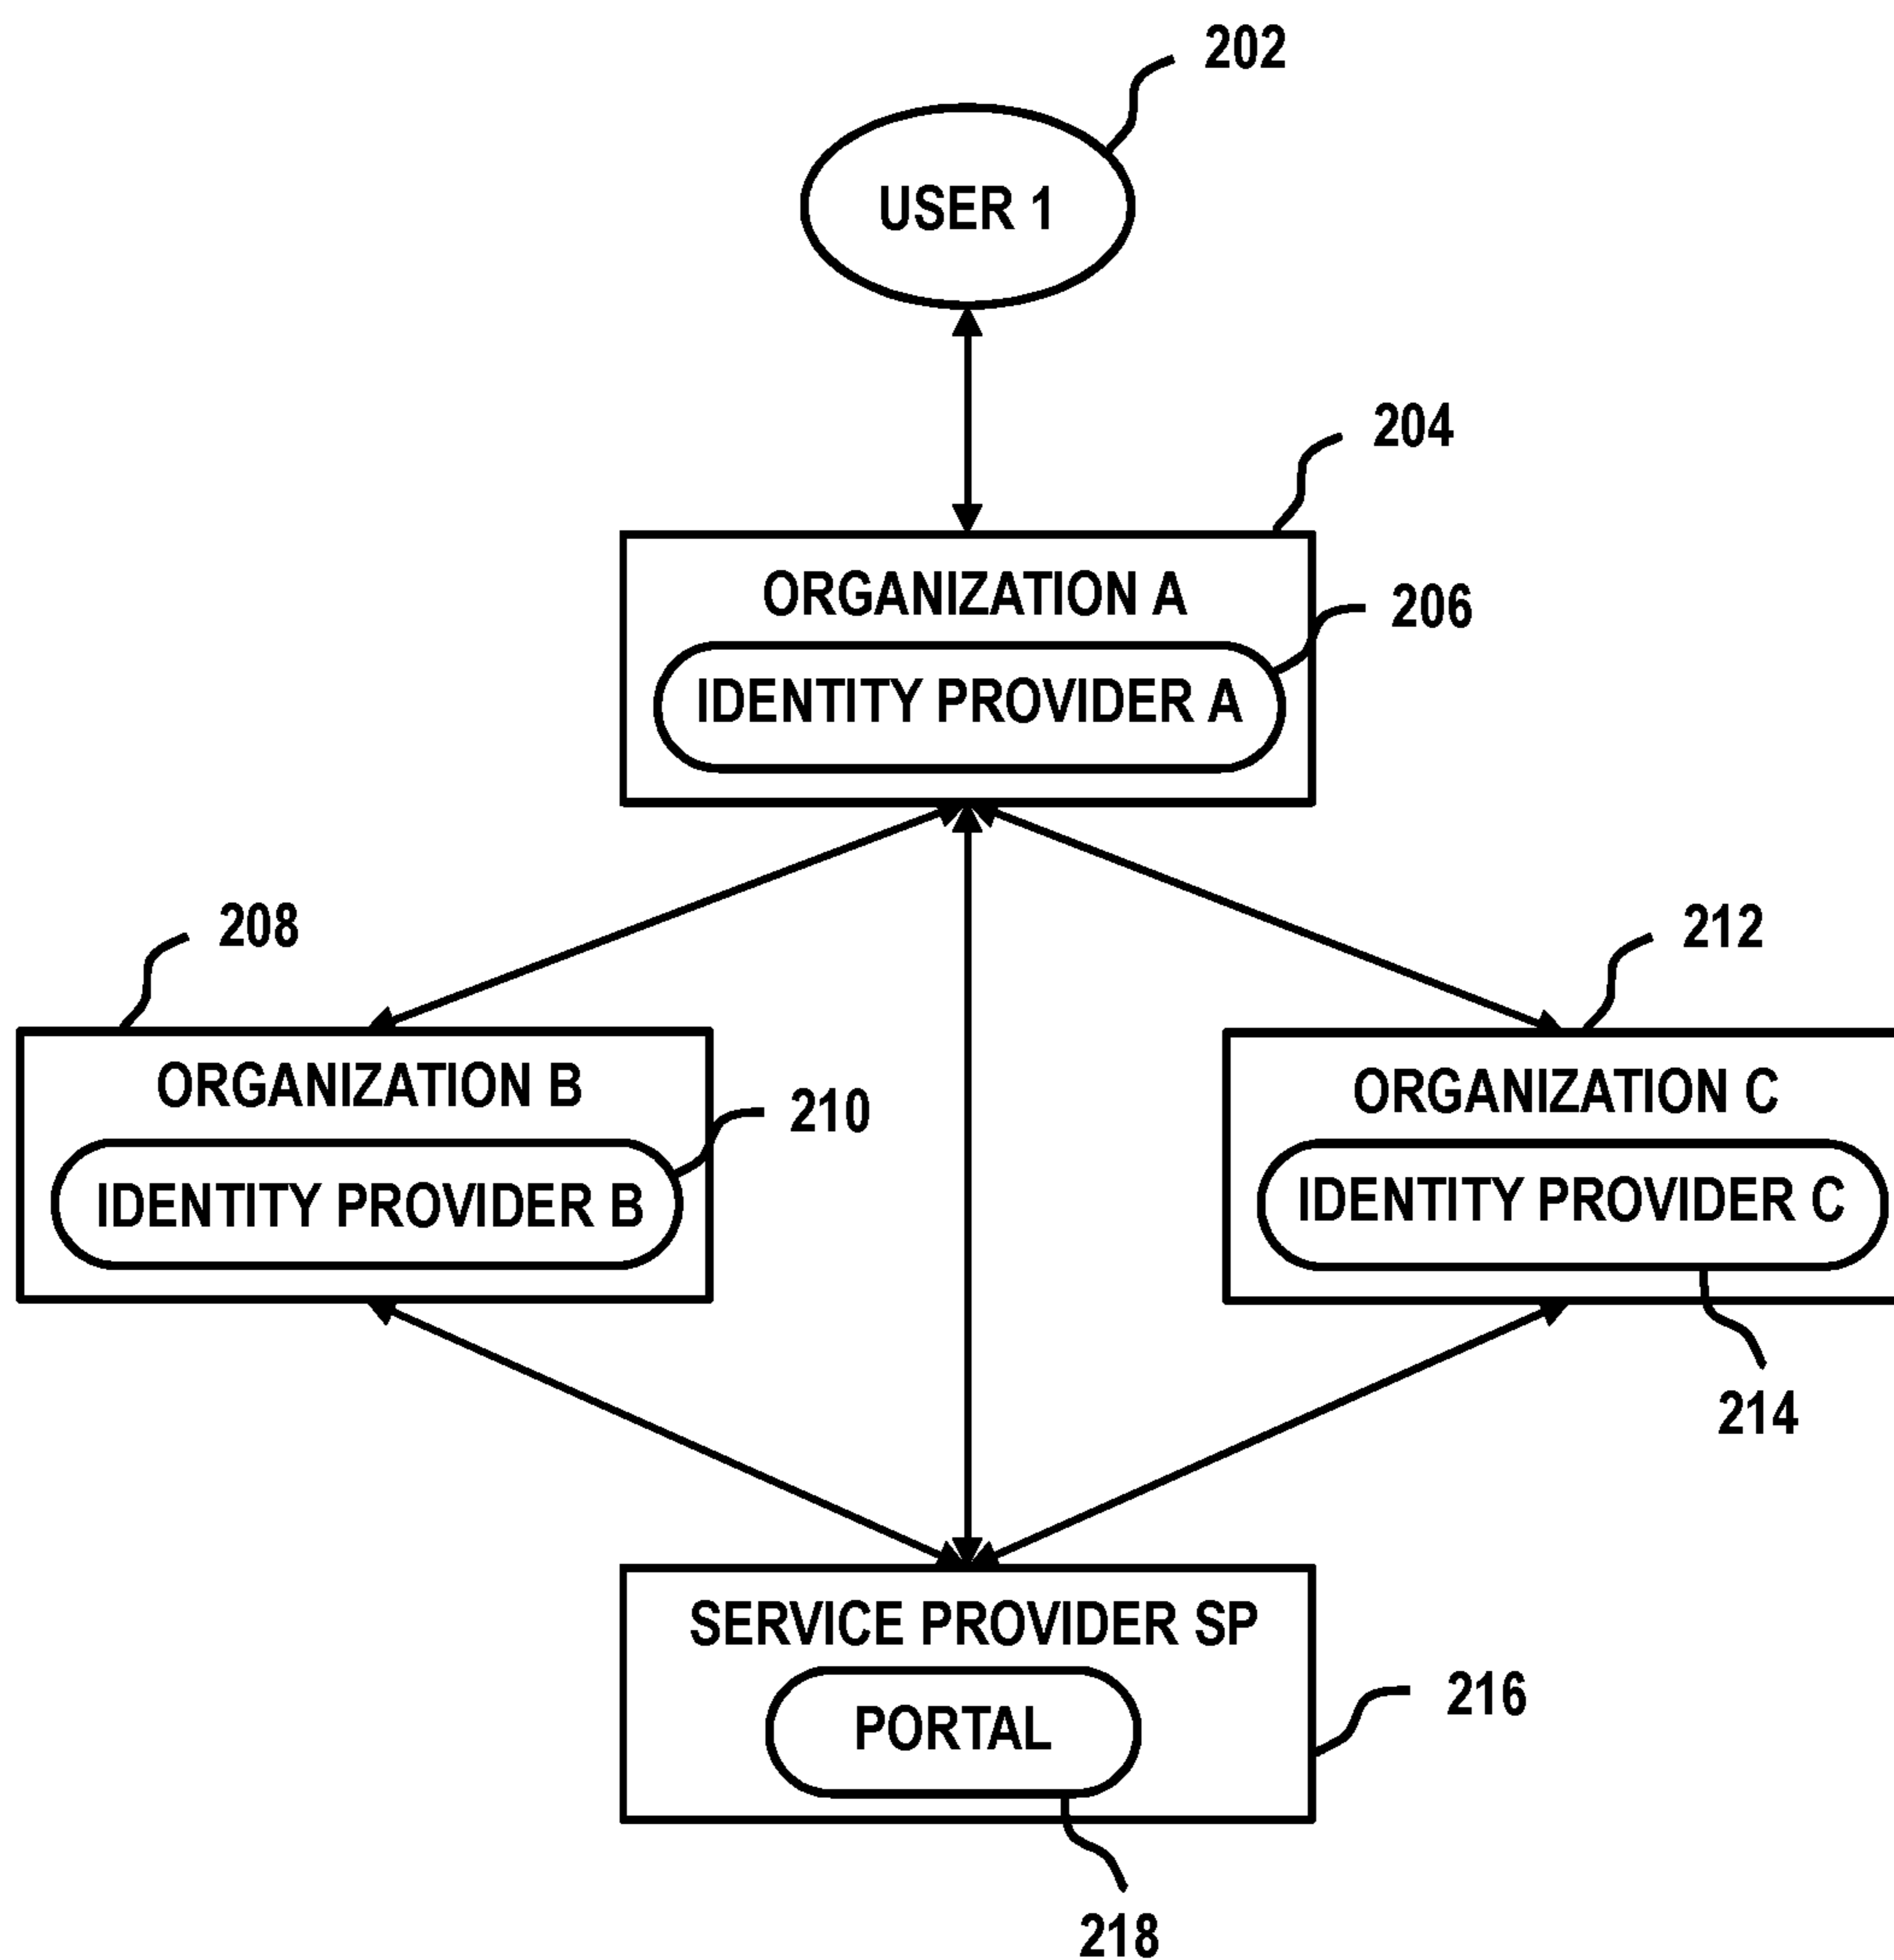 202
USER 1
204
ORGANIZATION A
206
IDENTITY PROVIDER A
208
212
ORGANIZATION B
210
IDENTITY PROVIDER B
ORGANIZATION C
IDENTITY PROVIDER C
214
SERVICE PROVIDER SP
216
PORTAL
218